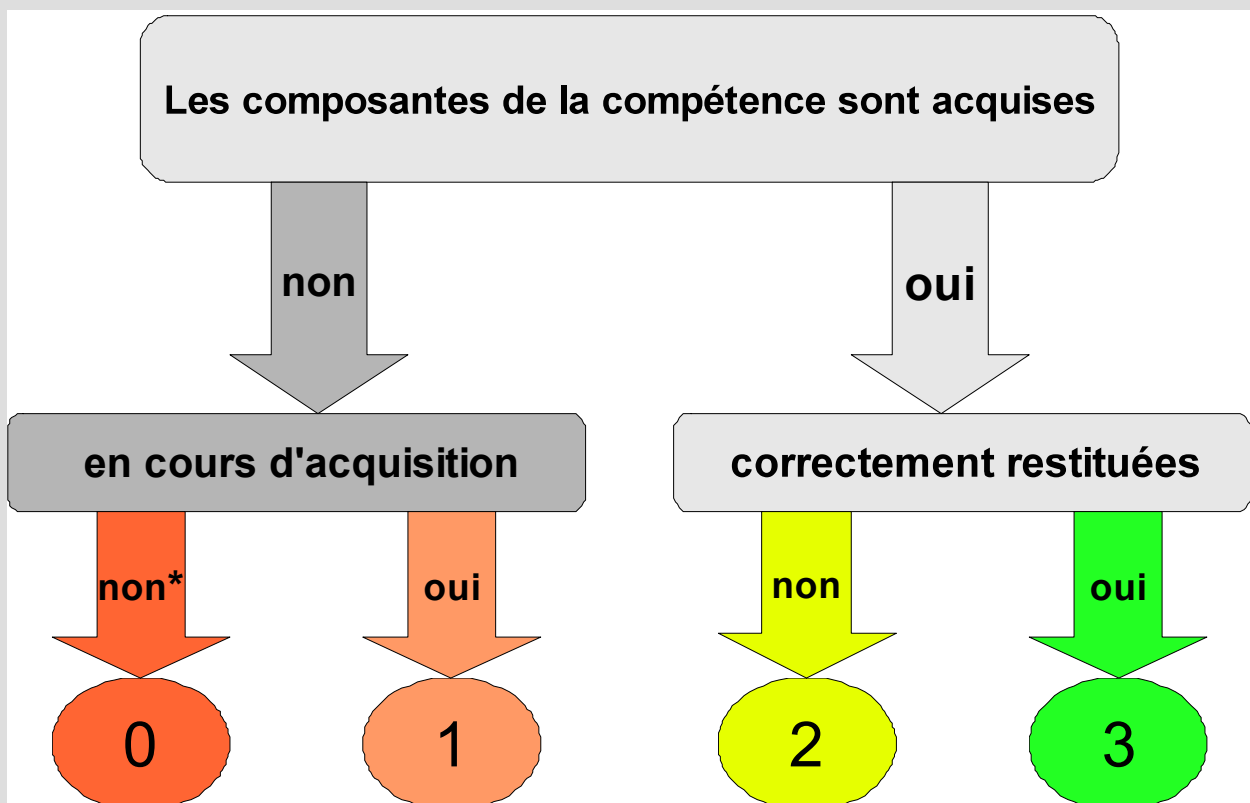 Les composantes de la compétence sont acquises
non
oui
en cours d'acquisition
correctement restituées
non*
oui
non
oui
0
1
2
3